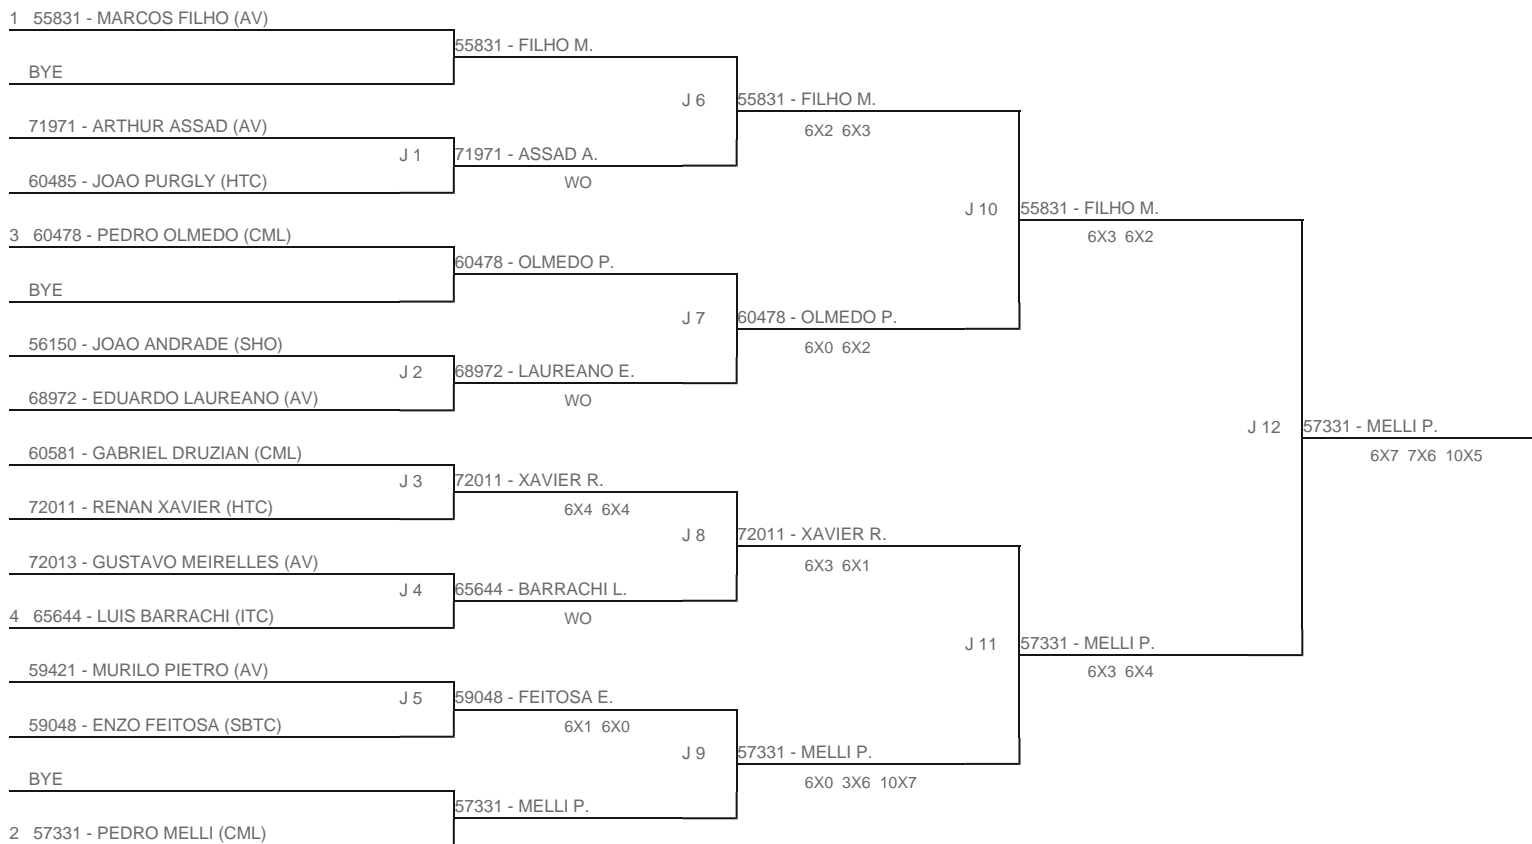 1 55831 - MARCOS FILHO (AV)
55831 - FILHO M.
BYE
J 6
55831 - FILHO M.
6X2 6X3
71971 - ARTHUR ASSAD (AV)
J 1
71971 - ASSAD A.
WO
60485 - JOAO PURGLY (HTC)
J 10
55831 - FILHO M.
6X3 6X2
3 60478 - PEDRO OLMEDO (CML)
60478 - OLMEDO P.
BYE
J 7
60478 - OLMEDO P.
6X0 6X2
56150 - JOAO ANDRADE (SHO)
J 2
68972 - LAUREANO E.
WO
68972 - EDUARDO LAUREANO (AV)
J 12
57331 - MELLI P.
6X7 7X6 10X5
60581 - GABRIEL DRUZIAN (CML)
J 3
72011 - XAVIER R.
6X4 6X4
72011 - RENAN XAVIER (HTC)
J 8
72011 - XAVIER R.
6X3 6X1
72013 - GUSTAVO MEIRELLES (AV)
J 4
65644 - BARRACHI L.
WO
4 65644 - LUIS BARRACHI (ITC)
J 11
57331 - MELLI P.
6X3 6X4
59421 - MURILO PIETRO (AV)
J 5
59048 - FEITOSA E.
6X1 6X0
59048 - ENZO FEITOSA (SBTC)
J 9
57331 - MELLI P.
6X0 3X6 10X7
BYE
57331 - MELLI P.
2 57331 - PEDRO MELLI (CML)